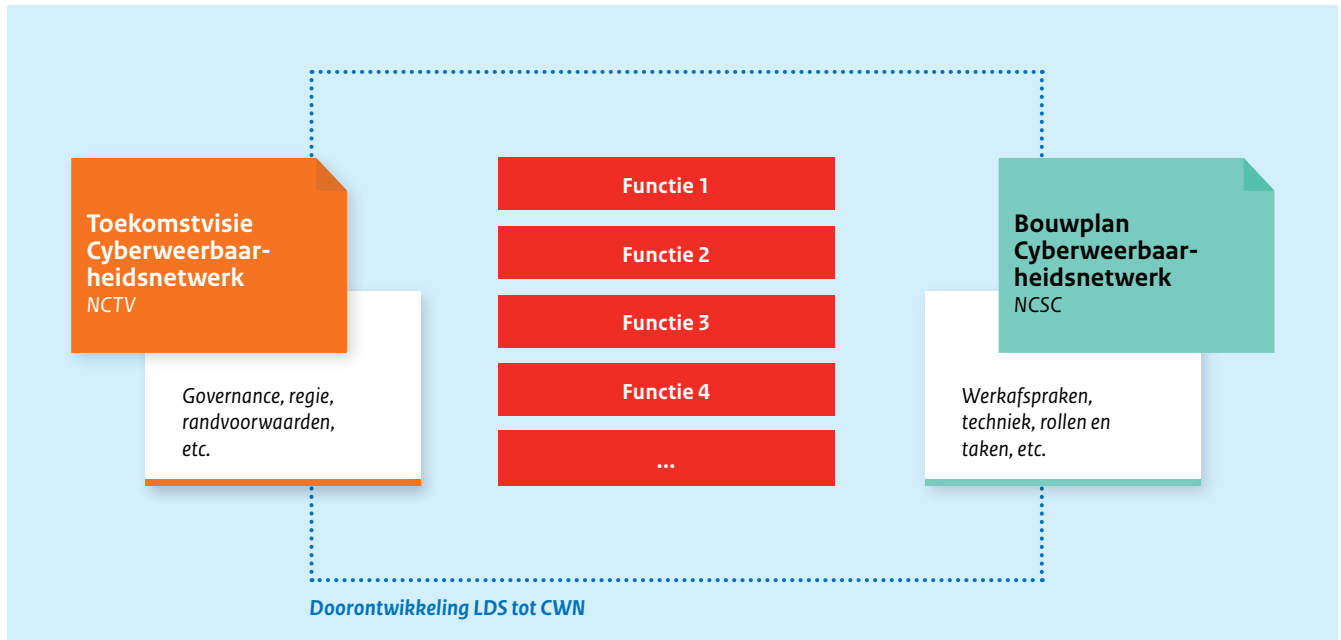 Toekomstvisie
Cyberweerbaar-
heidsnetwerk
NCTV
Governance, regie,
randvoorwaarden,
etc.
Functie 1
Functie 2
Functie 3
Functie 4
...
Bouwplan
Cyberweerbaar-
heidsnetwerk
NCSC
Werkafspraken,
techniek, rollen en
taken, etc.
Doorontwikkeling LDS tot CWN